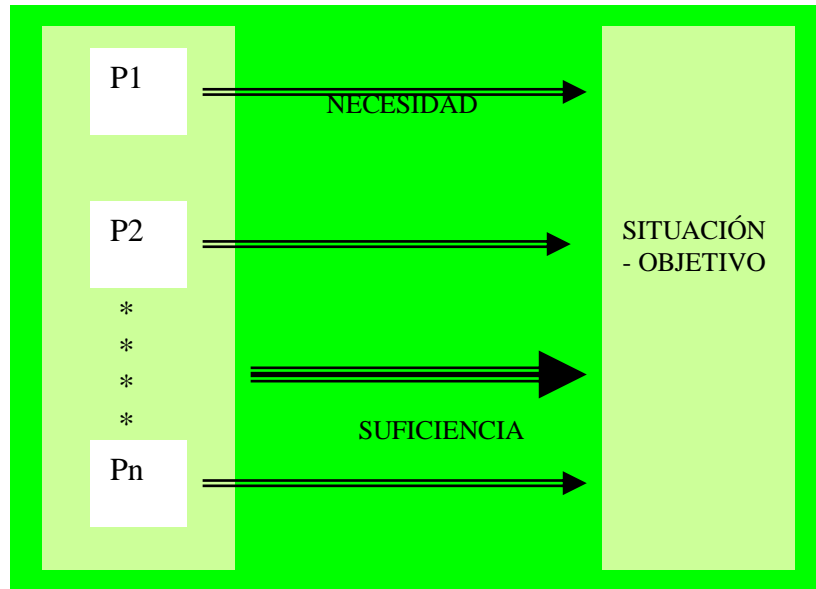 P1
NECESIDAD
P2
SITUACIÓN
- OBJETIVO
*
*
*
*
SUFICIENCIA
Pn